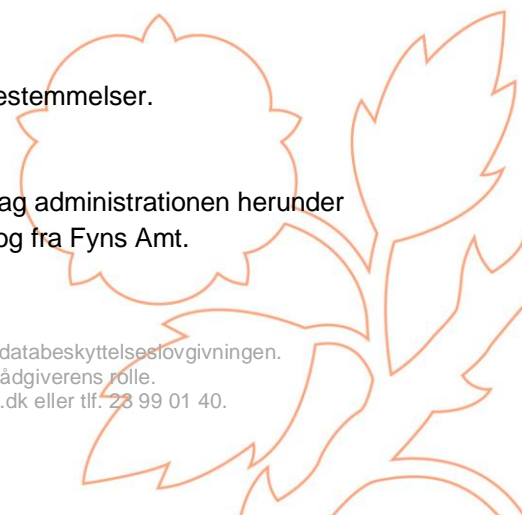 estemmelser.
ag administrationen herunder
og fra Fyns Amt.
databeskyttelseslovgivningen.
ådgiverens rolle.
.dk eller tlf. 23 99 01 40.